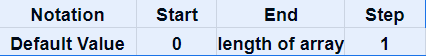 Notation Start End Step
Default Value 0 length of array 1